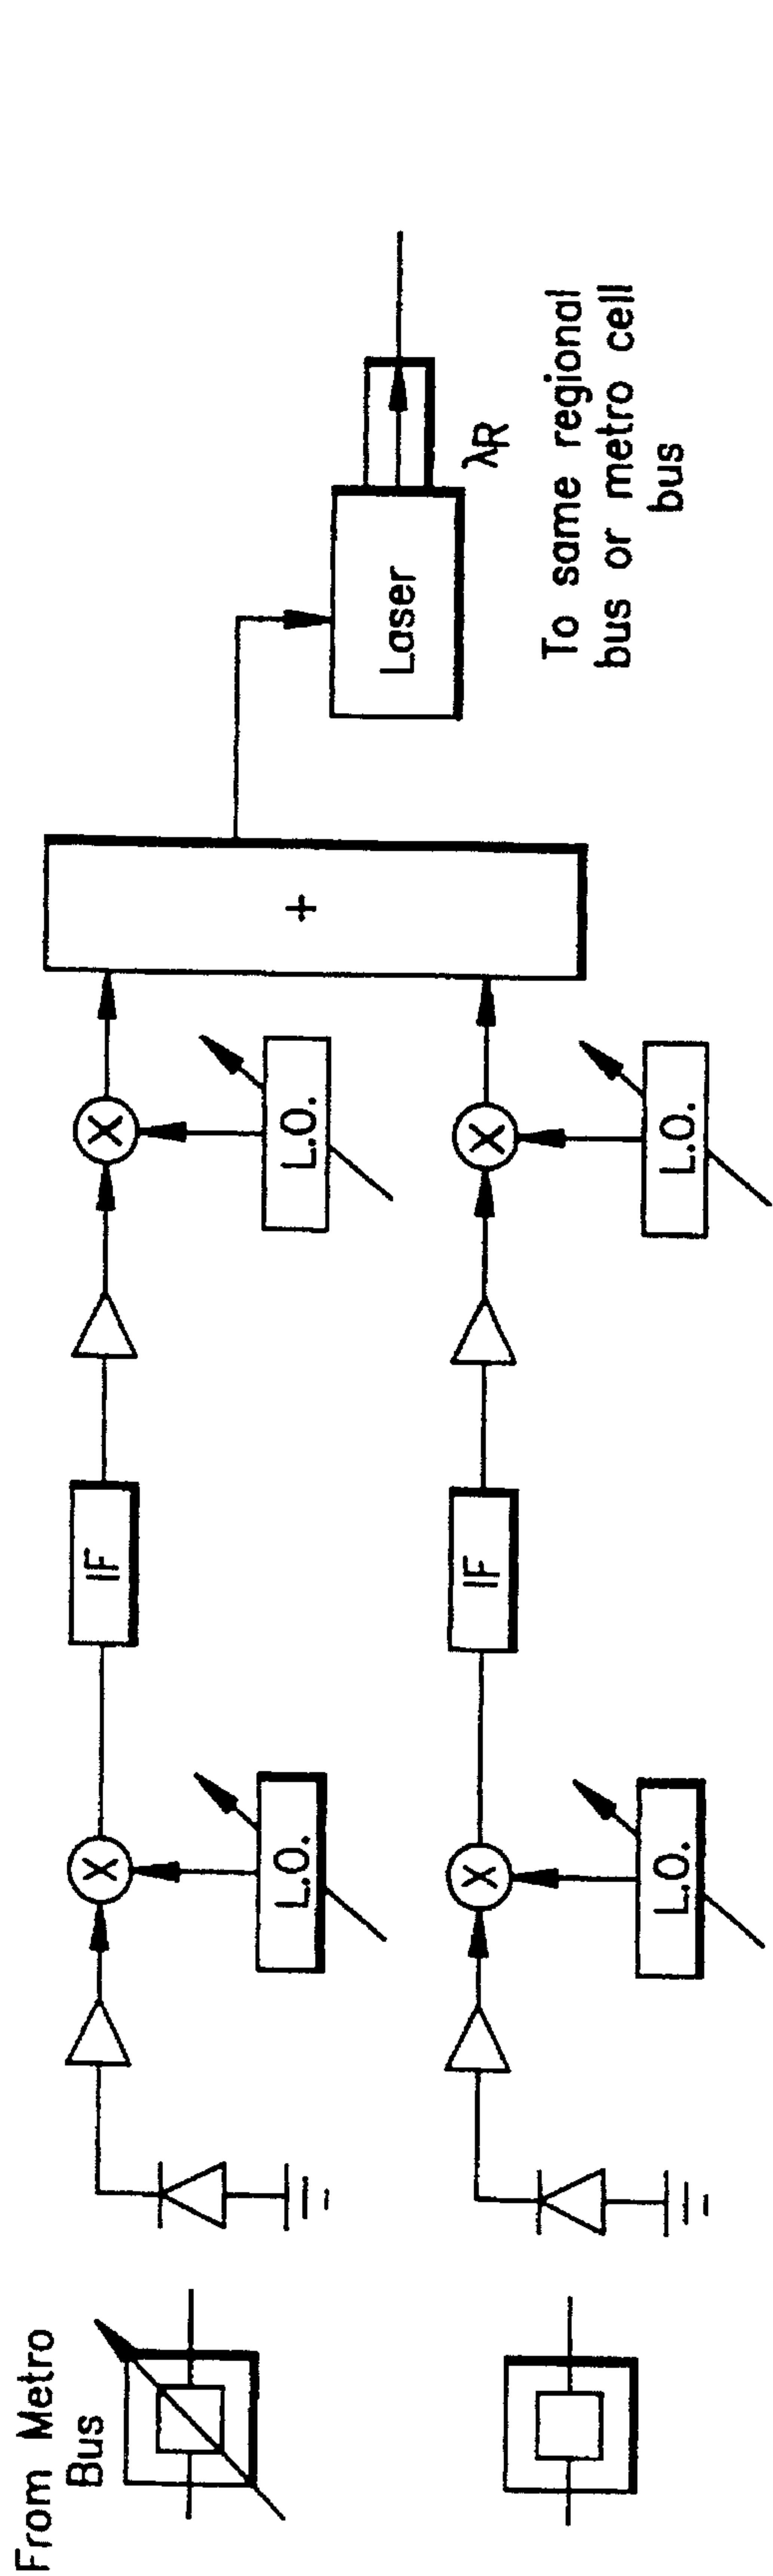 From Metro
Bus
X
L.O.
IF
X
L.O.
X
L.O.
IF
X
L.O.
+
Laser
λR
To same regional
bus or metro cell
bus